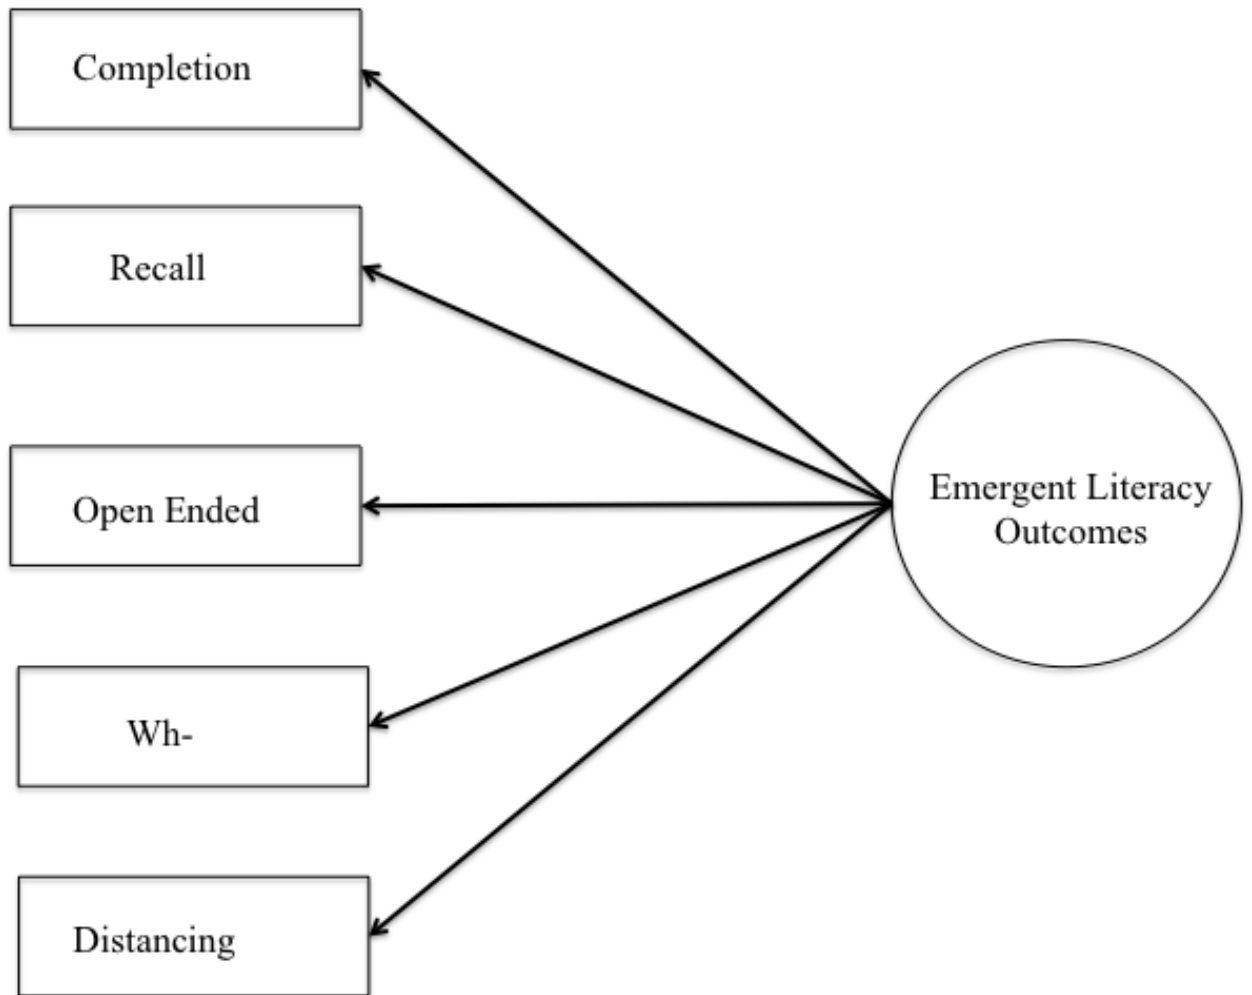 Completion
Recall
Open Ended
Wh-
Distancing
Emergent Literacy
Outcomes